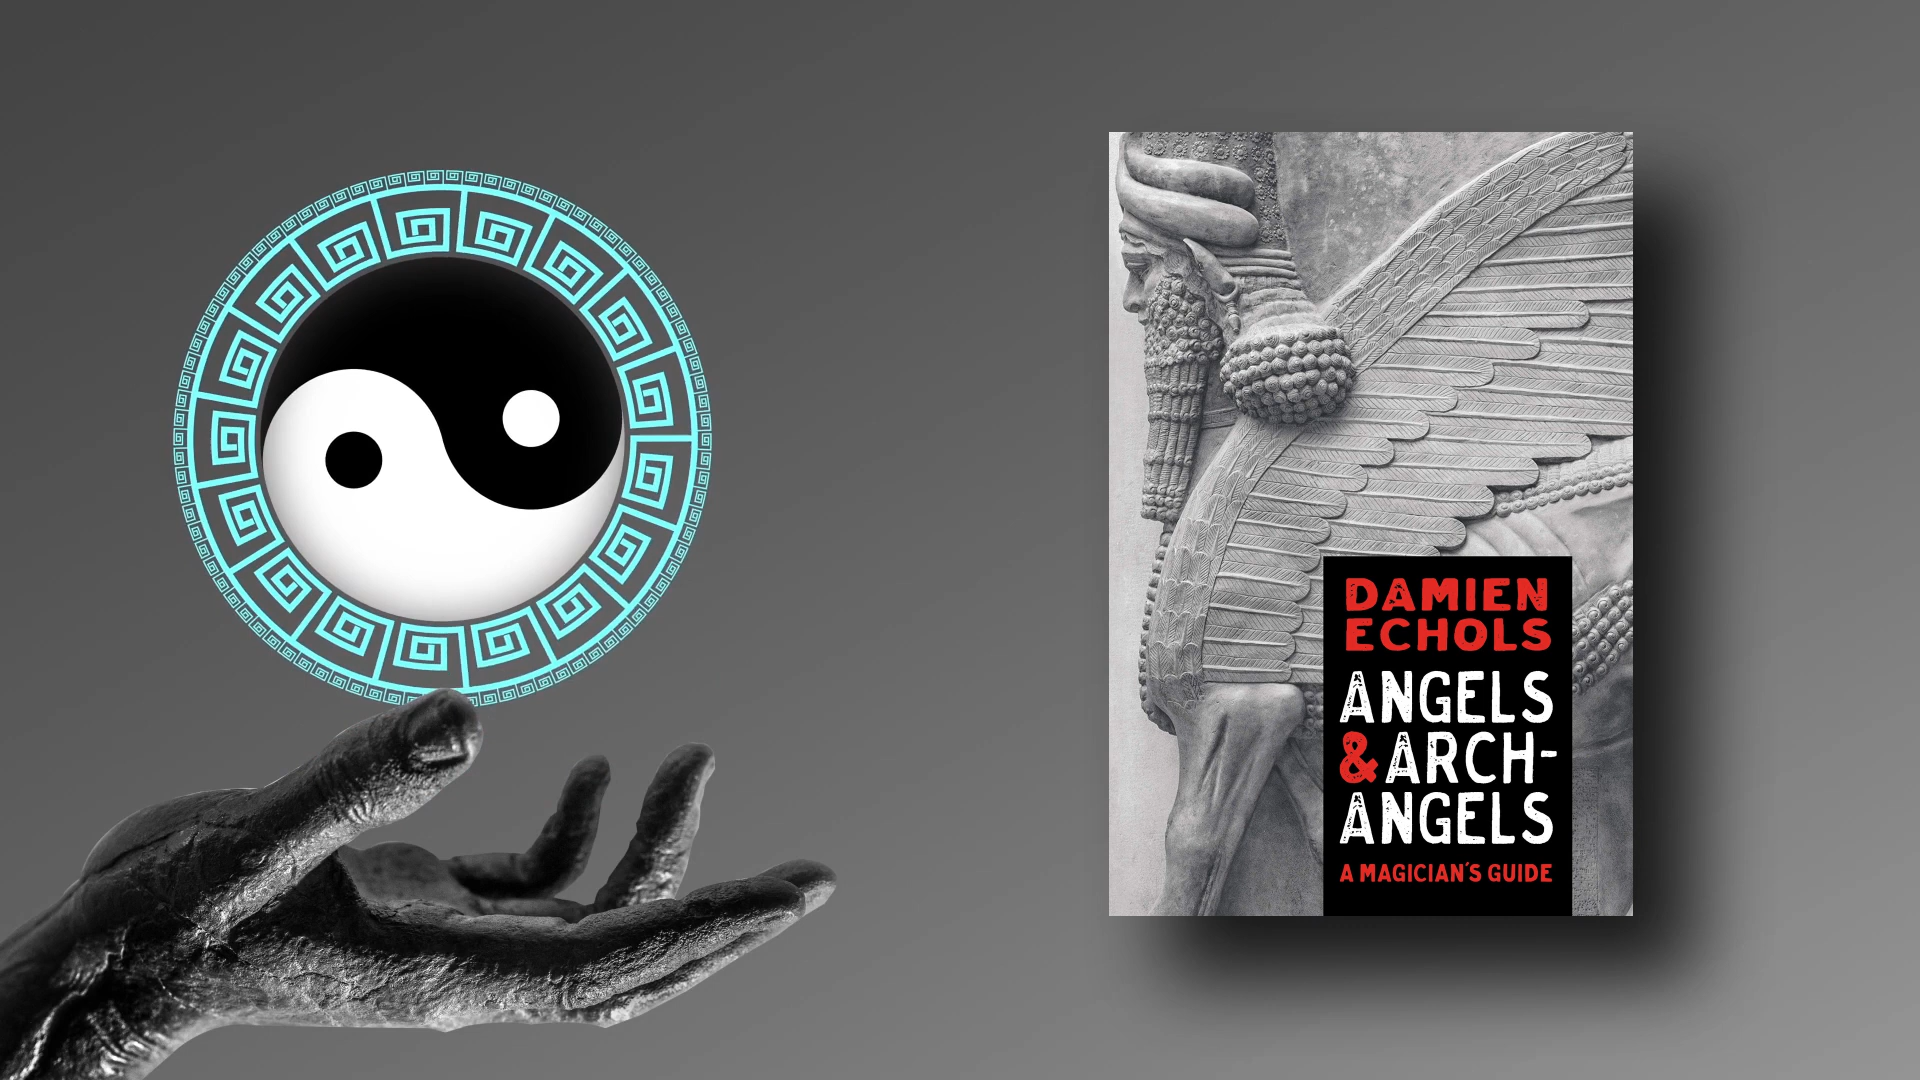 DAMIEN
ECHOLS
ANGELS
& ARCH-
ANGELS
A MAGICIAN'S GUIDE